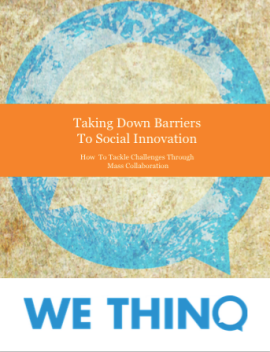 Taking Down Barriers
To Social Innovation
How To Tackle Challenges Through
Mass Collaboration
WE THINQ